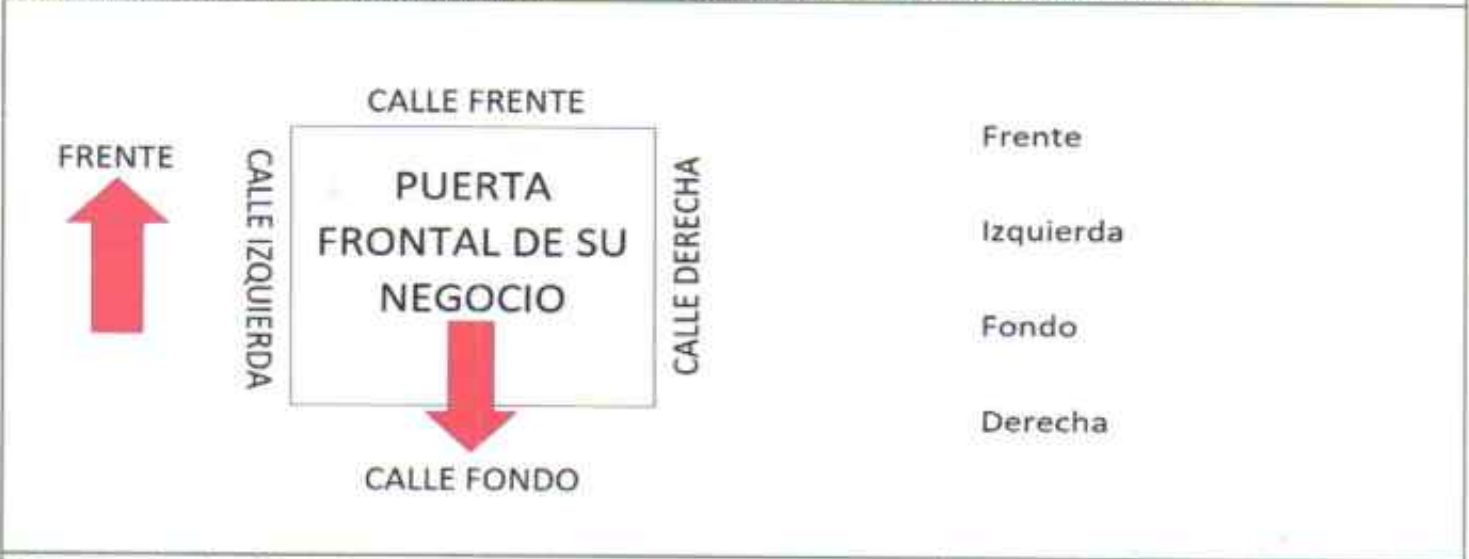 CALLE FRENTE
FRENTE
CALLE IZQUIERDA
PUERTA
FRONTAL DE SU
NEGOCIO
CALLE DERECHA
CALLE FONDO
Frente
Izquierda
Fondo
Derecha